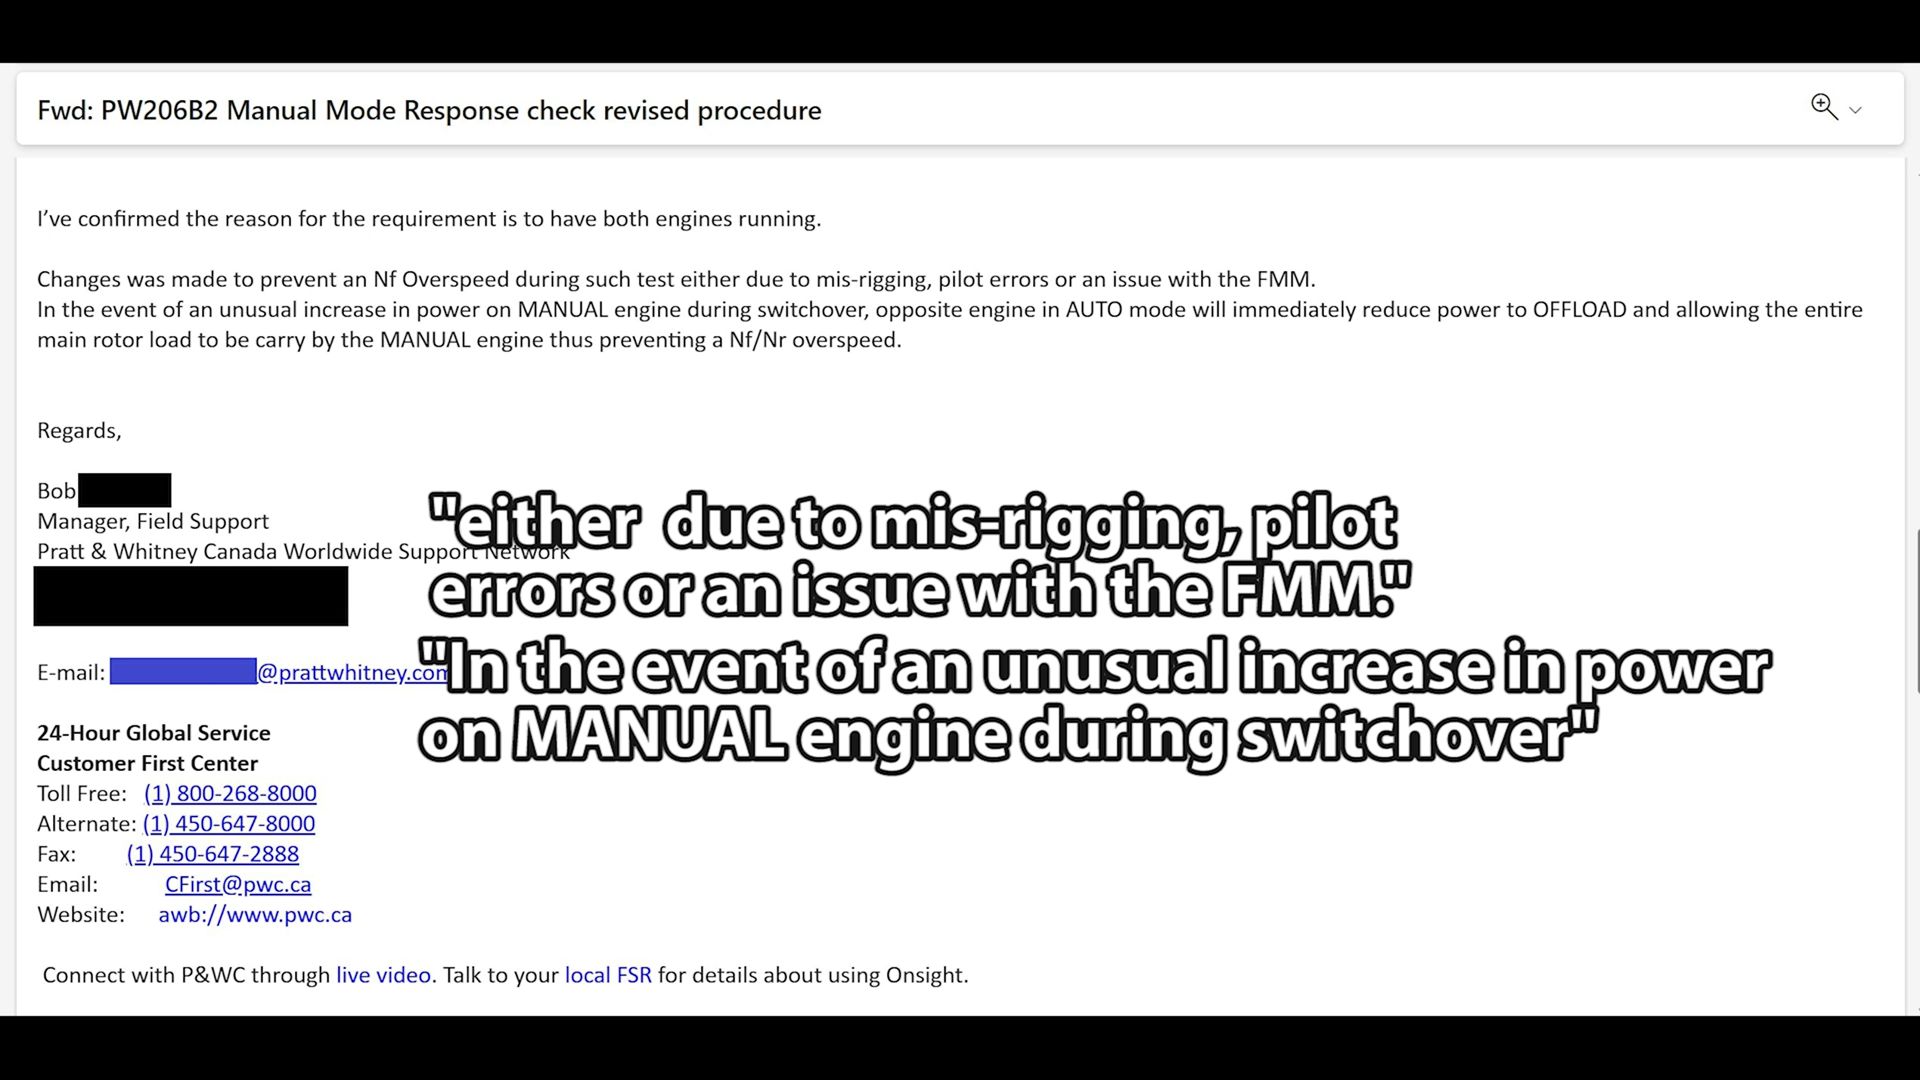 Fwd: PW206B2 Manual Mode Response check revised procedure
I've confirmed the reason for the requirement is to have both engines running.
Changes was made to prevent an Nf Overspeed during such test either due to mis-rigging, pilot errors or an issue with the FMM.
In the event of an unusual increase in power on MANUAL engine during switchover, opposite engine in AUTO mode will immediately reduce power to OFFLOAD and allowing the entire
main rotor load to be carry by the MANUAL engine thus preventing a Nf/Nr overspeed.
Regards,
Bob
Manager, Field Support
Pratt & Whitney Canada Worldwide Support Network
"either due to mis-rigging, pilot
errors or an issue with the FMM."
E-mail: @prattwhitney.com
"In the event of an unusual increase in power
on MANUAL engine during switchover"
24-Hour Global Service
Customer First Center
Toll Free: (1) 800-268-8000
Alternate: (1) 450-647-8000
Fax: (1) 450-647-2888
Email: CFirst@pwc.ca
Website: awb://www.pwc.ca
Connect with P&WC through live video. Talk to your local FSR for details about using Onsight.